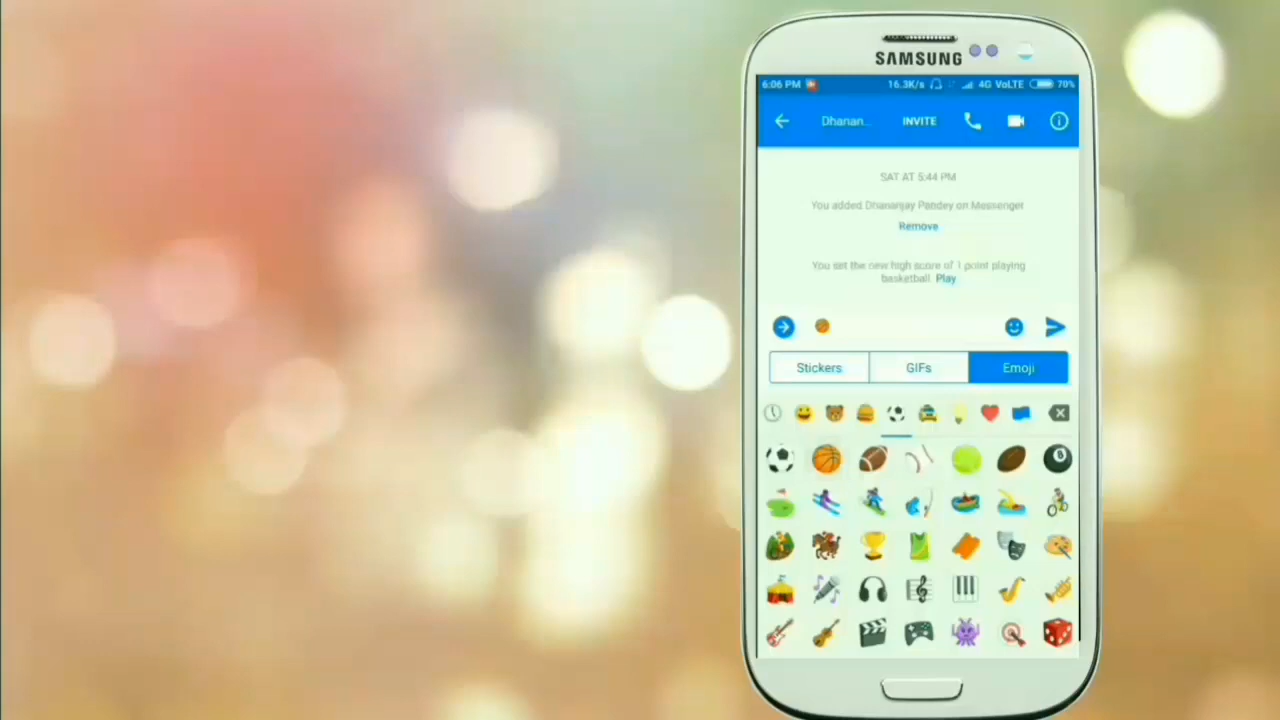 SAMSUNG
6:06 PM 16.3K/s 4G VoLTE 70%
Dhanan... INVITE
SAT AT 5:44 PM
You added Dhananjay Pandey on Messenger
Remove
You set the new high score of 1 point playing
basketball. Play
Stickers GIFs Emoji
8